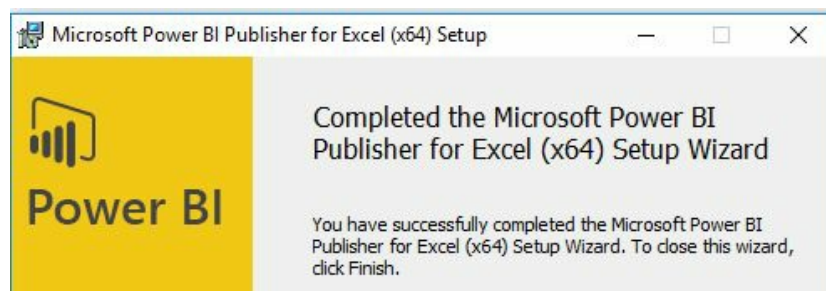 Microsoft Power BI Publisher for Excel (x64) Setup
Completed the Microsoft Power BI
Publisher for Excel (x64) Setup Wizard
Power BI
You have successfully completed the Microsoft Power BI
Publisher for Excel (x64) Setup Wizard. To close this wizard,
click Finish.